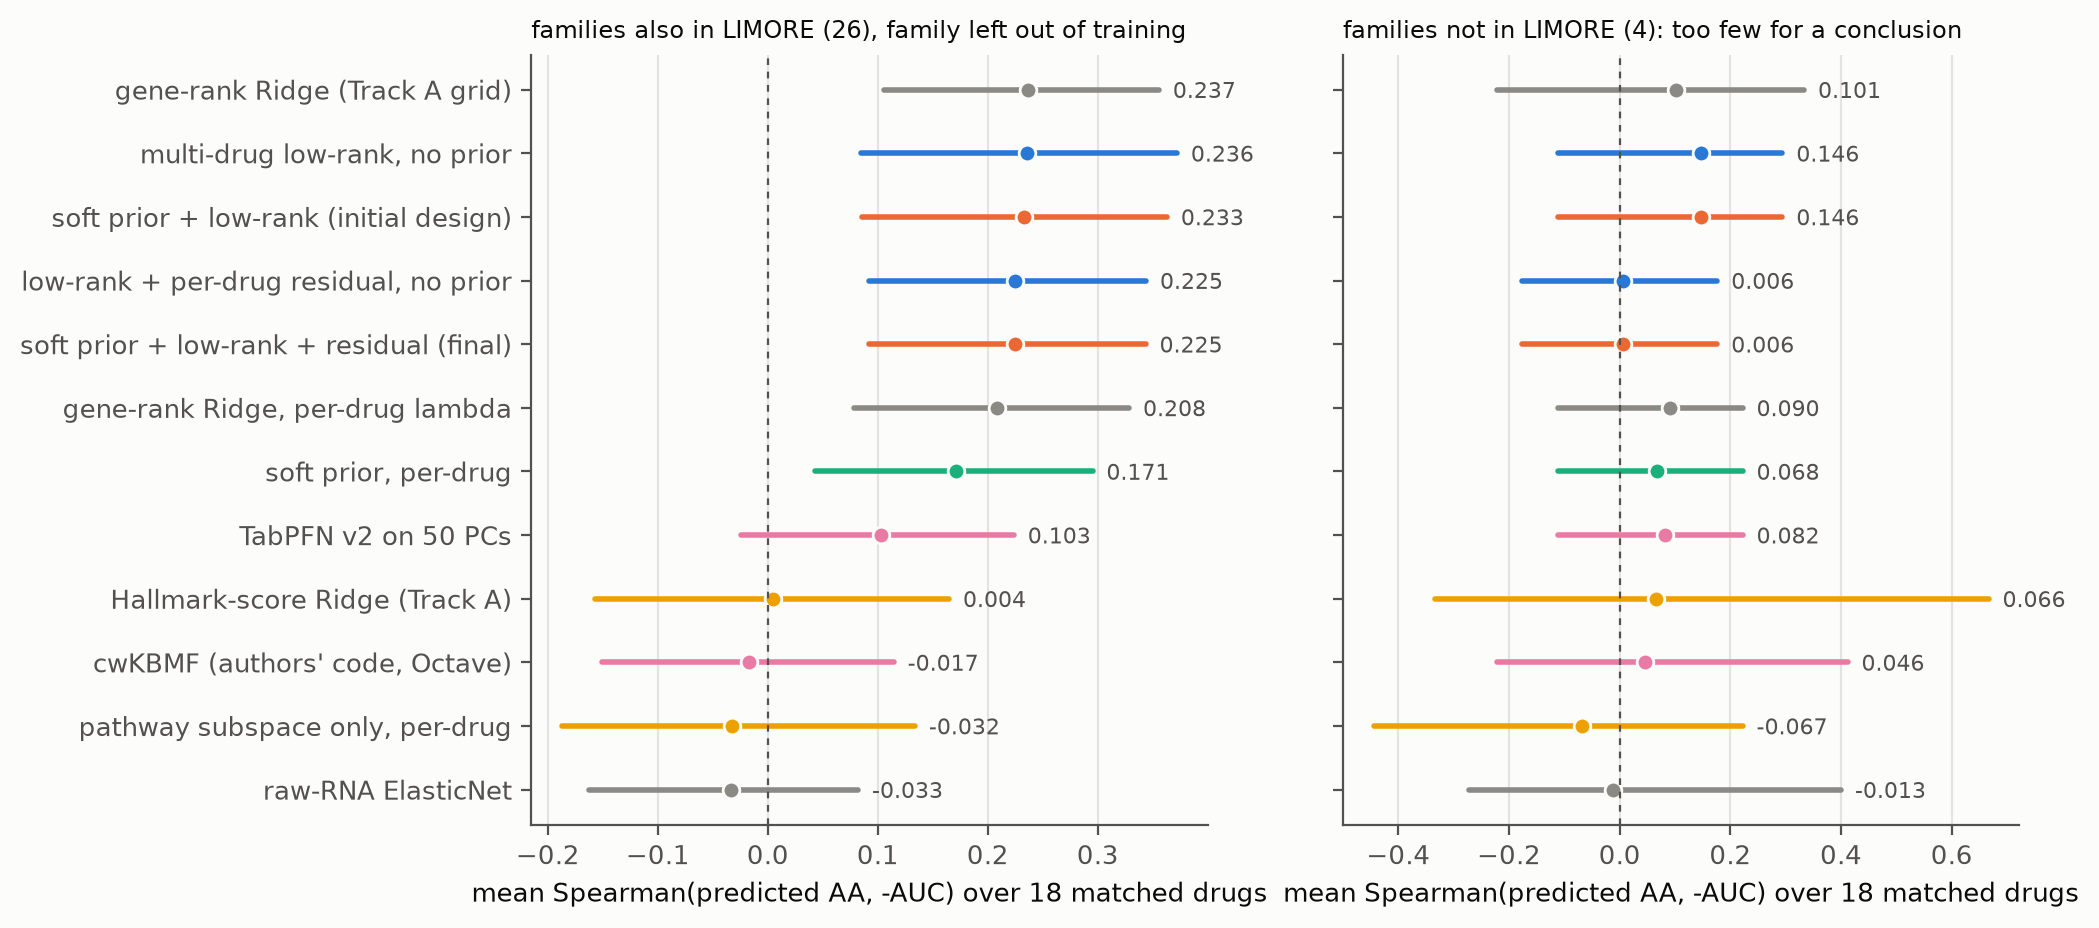 families also in LIMORE (26), family left out of training
families not in LIMORE (4): too few for a conclusion
gene-rank Ridge (Track A grid)
0.237
0.101
multi-drug low-rank, no prior
0.236
0.146
soft prior + low-rank (initial design)
0.233
0.146
low-rank + per-drug residual, no prior
0.225
0.006
soft prior + low-rank + residual (final)
0.225
0.006
gene-rank Ridge, per-drug lambda
0.208
0.090
soft prior, per-drug
0.171
0.068
TabPFN v2 on 50 PCs
0.103
0.082
Hallmark-score Ridge (Track A)
0.004
0.066
cwKBMF (authors' code, Octave)
-0.017
0.046
pathway subspace only, per-drug
-0.032
-0.067
raw-RNA ElasticNet
-0.033
-0.013
−0.2 −0.1 0.0 0.1 0.2 0.3
−0.4 −0.2 0.0 0.2 0.4 0.6
mean Spearman(predicted AA, -AUC) over 18 matched drugs
mean Spearman(predicted AA, -AUC) over 18 matched drugs